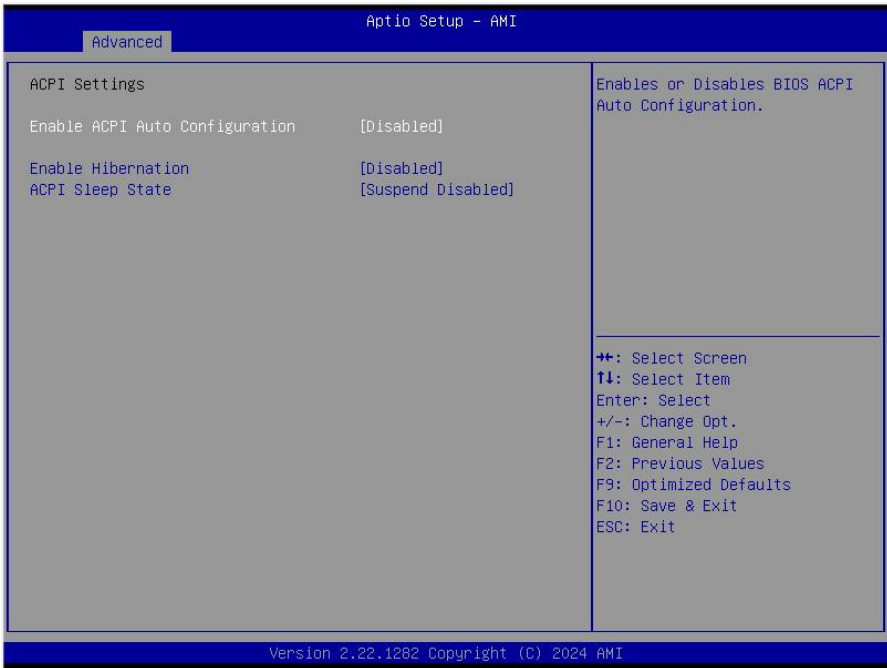 Aptio Setup - AMI
Advanced
ACPI Settings
Enable ACPI Auto Configuration [Disabled]
Enable Hibernation [Disabled]
ACPI Sleep State [Suspend Disabled]
Enables or Disables BIOS ACPI
Auto Configuration.
→←: Select Screen
↑↓: Select Item
Enter: Select
+/-: Change Opt.
F1: General Help
F2: Previous Values
F9: Optimized Defaults
F10: Save & Exit
ESC: Exit
Version 2.22.1282 Copyright (C) 2024 AMI